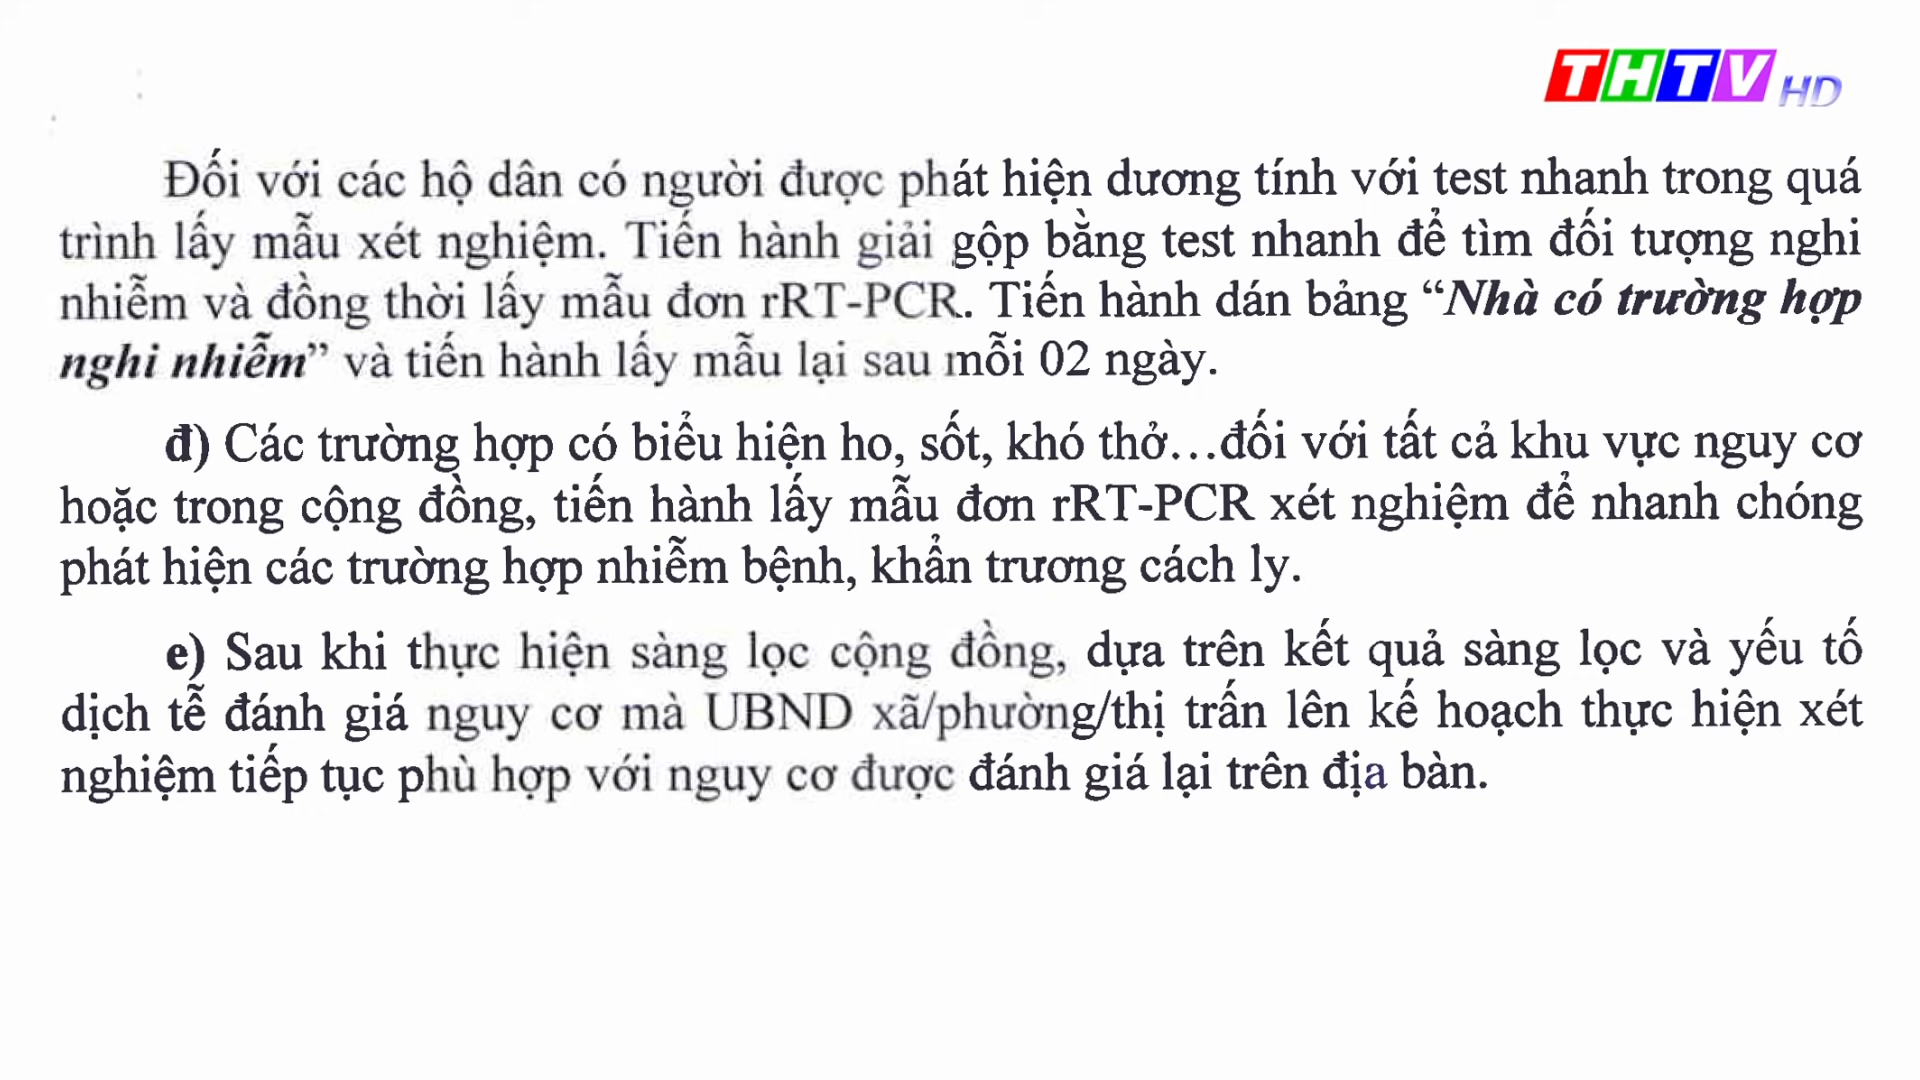 THTV HD
Đối với các hộ dân có người được phát hiện dương tính với test nhanh trong quá
trình lấy mẫu xét nghiệm. Tiến hành giải gộp bằng test nhanh để tìm đối tượng nghi
nhiễm và đồng thời lấy mẫu đơn rRT-PCR. Tiến hành dán bảng “Nhà có trường hợp
nghi nhiễm” và tiến hành lấy mẫu lại sau mỗi 02 ngày.
đ) Các trường hợp có biểu hiện ho, sốt, khó thở...đối với tất cả khu vực nguy cơ
hoặc trong cộng đồng, tiến hành lấy mẫu đơn rRT-PCR xét nghiệm để nhanh chóng
phát hiện các trường hợp nhiễm bệnh, khẩn trương cách ly.
e) Sau khi thực hiện sàng lọc cộng đồng, dựa trên kết quả sàng lọc và yếu tố
dịch tễ đánh giá nguy cơ mà UBND xã/phường/thị trấn lên kế hoạch thực hiện xét
nghiệm tiếp tục phù hợp với nguy cơ được đánh giá lại trên địa bàn.